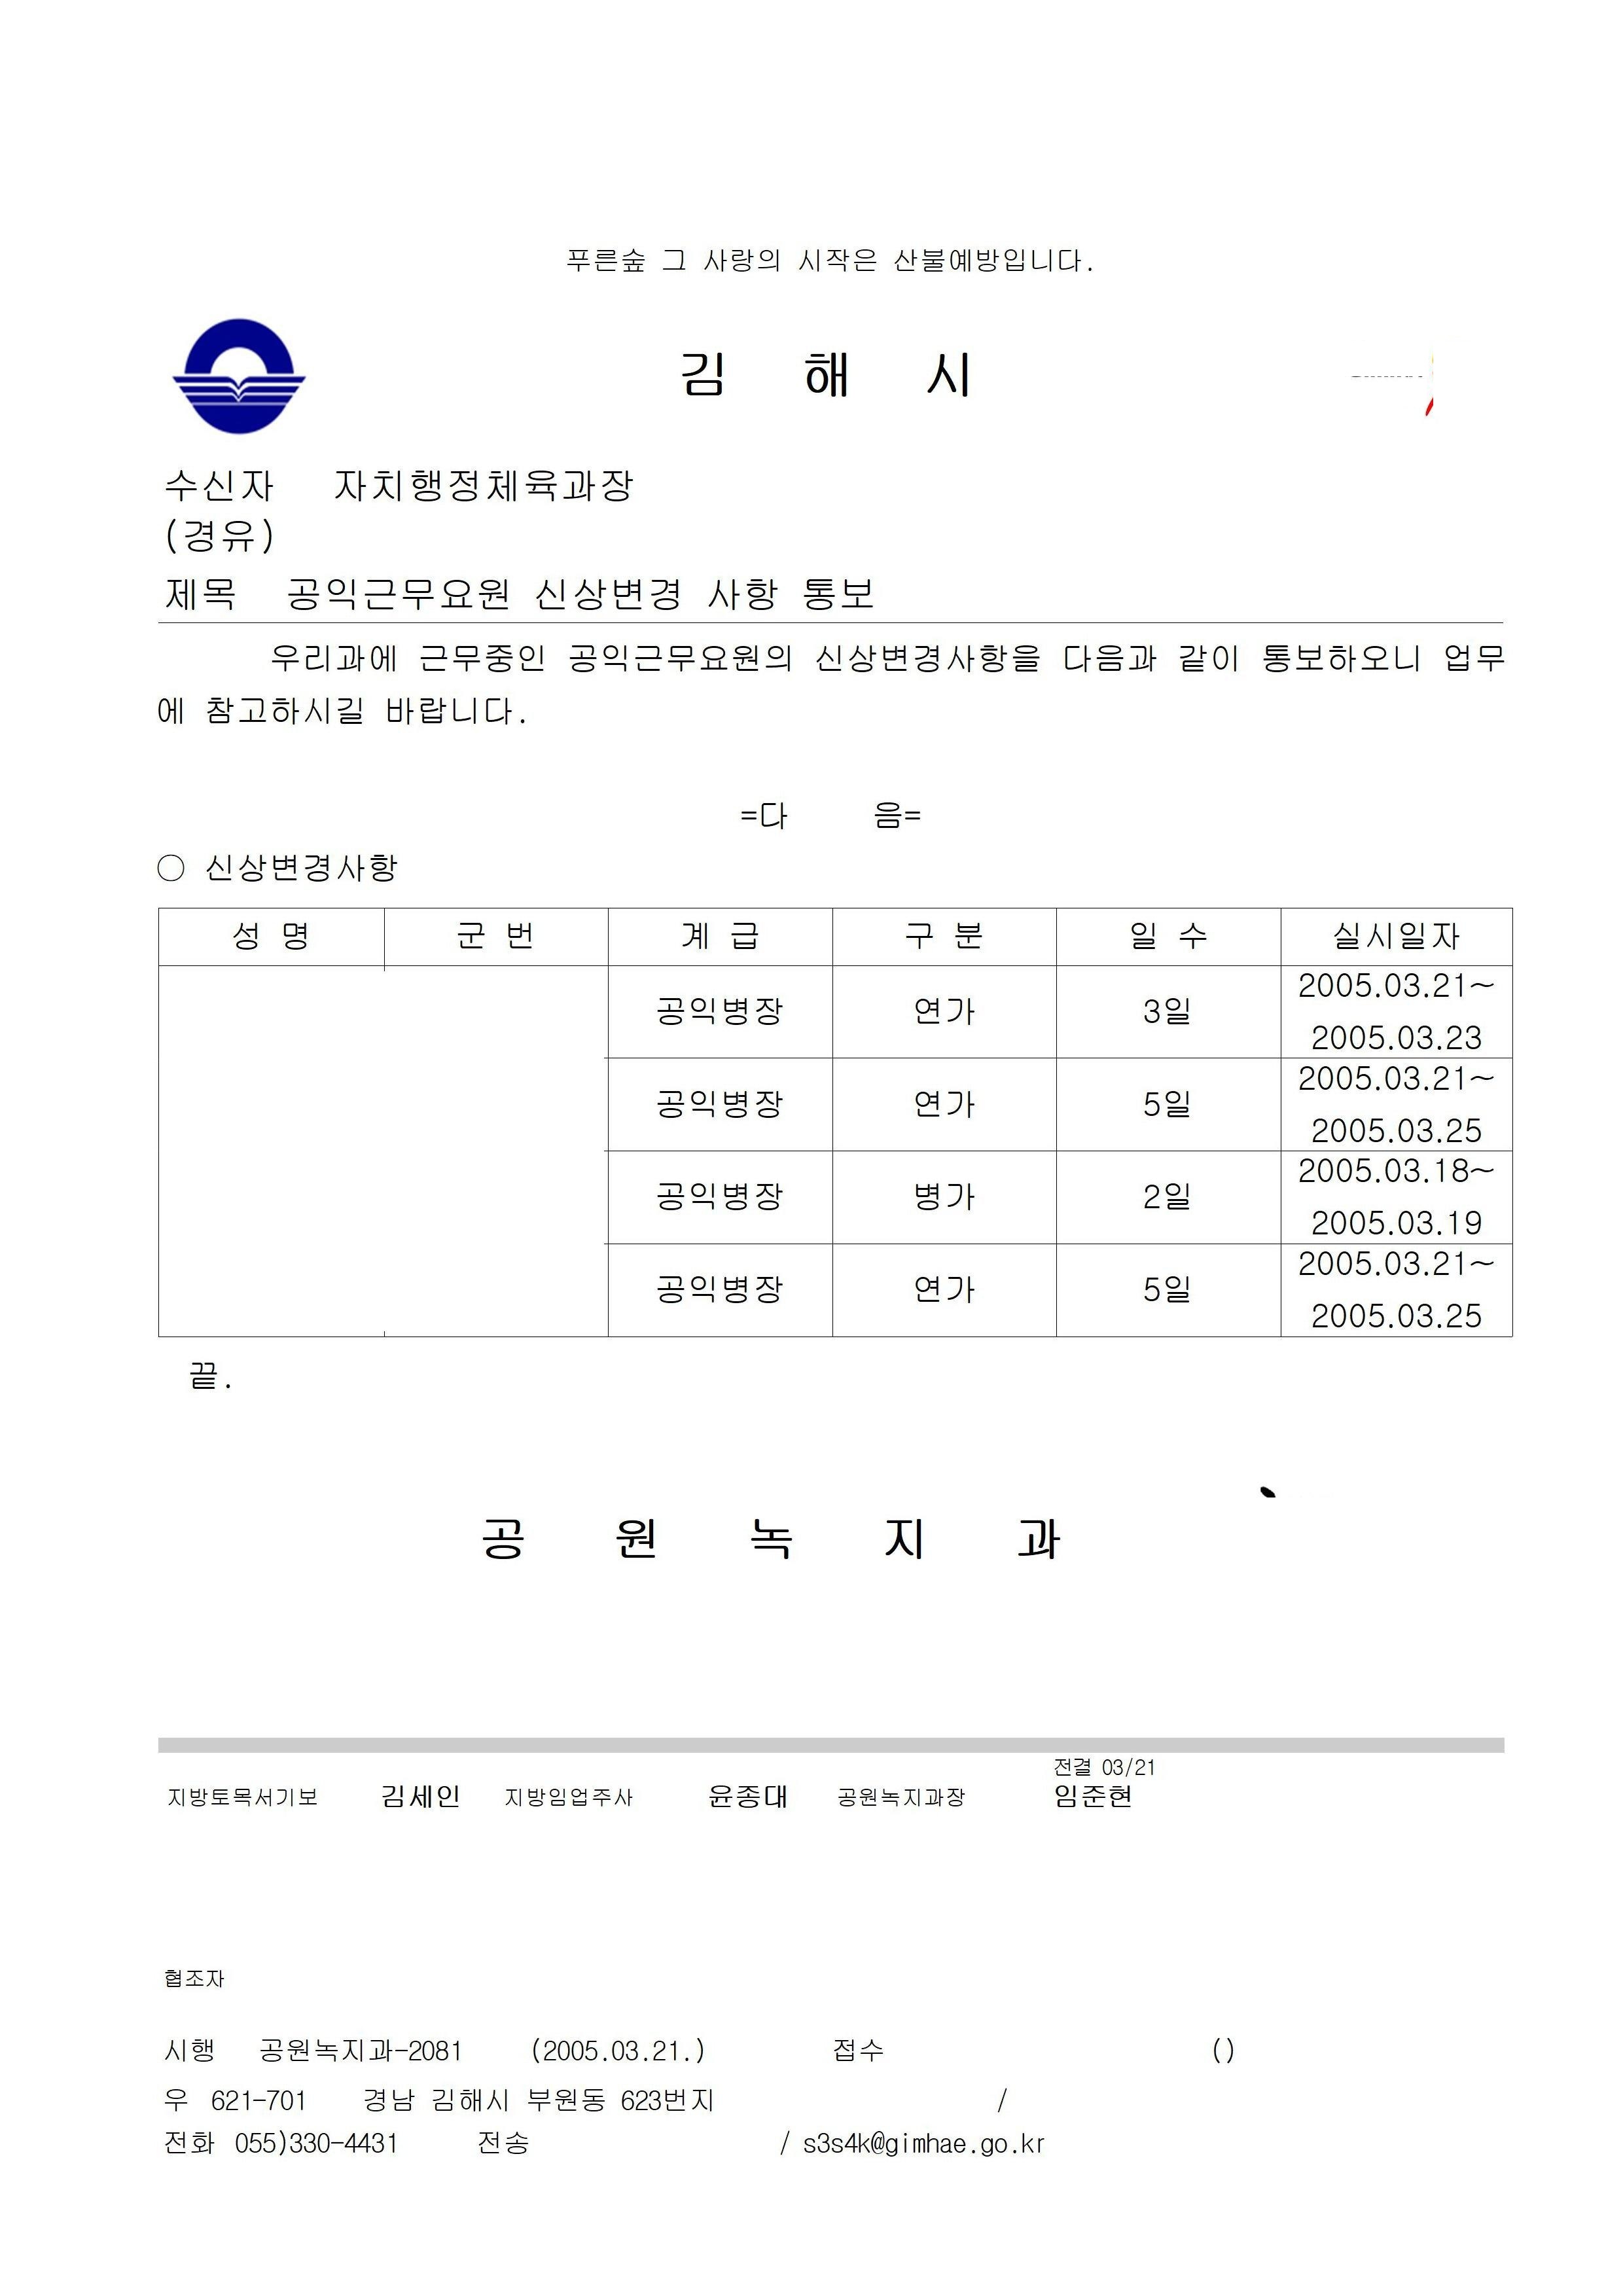 푸른숲 그 사랑의 시작은 산불예방입니다.
김 해 시
수신자 자치행정체육과장
(경유)
제목 공익근무요원 신상변경 사항 통보
우리과에 근무중인 공익근무요원의 신상변경사항을 다음과 같이 통보하오니 업무
에 참고하시길 바랍니다.
=다 음=
○ 신상변경사항
성 명 군 번 계 급 구 분 일 수 실시일자
공익병장 연가 3일 2005.03.21~
2005.03.23
공익병장 연가 5일 2005.03.21~
2005.03.25
공익병장 병가 2일 2005.03.18~
2005.03.19
공익병장 연가 5일 2005.03.21~
2005.03.25
끝.
공 원 녹 지 과
전결 03/21
지방토목서기보 김세인 지방임업주사 윤종대 공원녹지과장 임준현
협조자
시행 공원녹지과-2081 (2005.03.21.) 접수 ()
우 621-701 경남 김해시 부원동 623번지 /
전화 055)330-4431 전송 / s3s4k@gimhae.go.kr